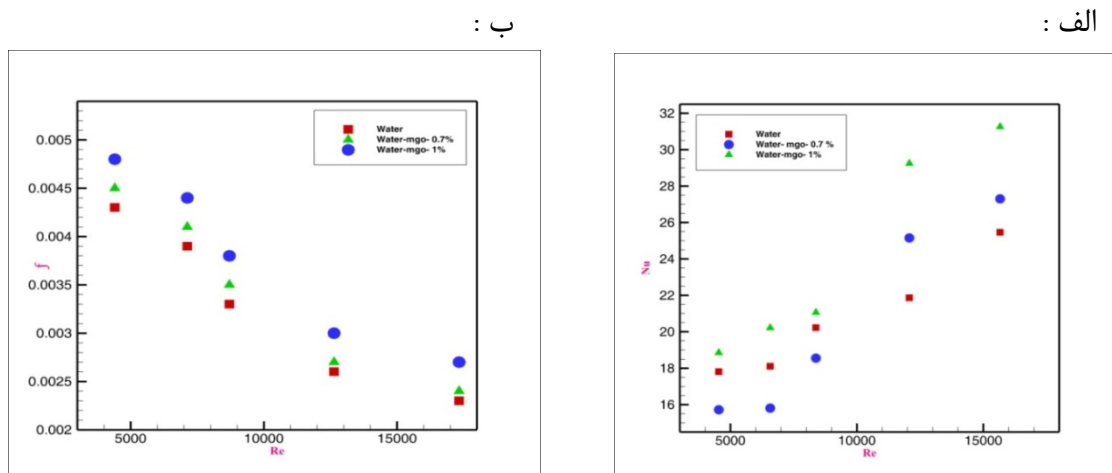 الف :
ب :
32
30
28
26
24
22
20
18
16
Nu
5000
10000
15000
Re
Water
Water- mgo- 0.7 %
Water-mgo- 1%
0.005
0.0045
0.004
0.0035
0.003
0.0025
0.002
f
5000
10000
15000
Re
Water
Water-mgo- 0.7%
Water-mgo- 1%